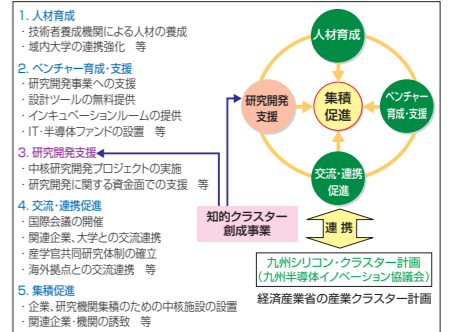 1. 人材育成
・技術者養成機関による人材の養成
・域内大学の連携強化　等
2. ベンチャー育成・支援
・研究開発事業への支援
・設計ツールの無料提供
・インキュベーションルームの提供
・IT・半導体ファンドの設置　等
3. 研究開発支援
・中核研究開発プロジェクトの実施
・研究開発に関する資金面での支援　等
4. 交流・連携促進
・国際会議の開催
・関連企業、大学との交流連携
・産学官共同研究体制の確立
・海外拠点との交流連携　等
5. 集積促進
・企業、研究機関集積のための中核施設の設置
・関連企業・機関の誘致　等
人材育成
研究開発
支援
集積
促進
ベンチャー
育成・支援
交流・連携
促進
知的クラスター
創成事業
連 携
九州シリコン・クラスター計画
(九州半導体イノベーション協議会)
経済産業省の産業クラスター計画